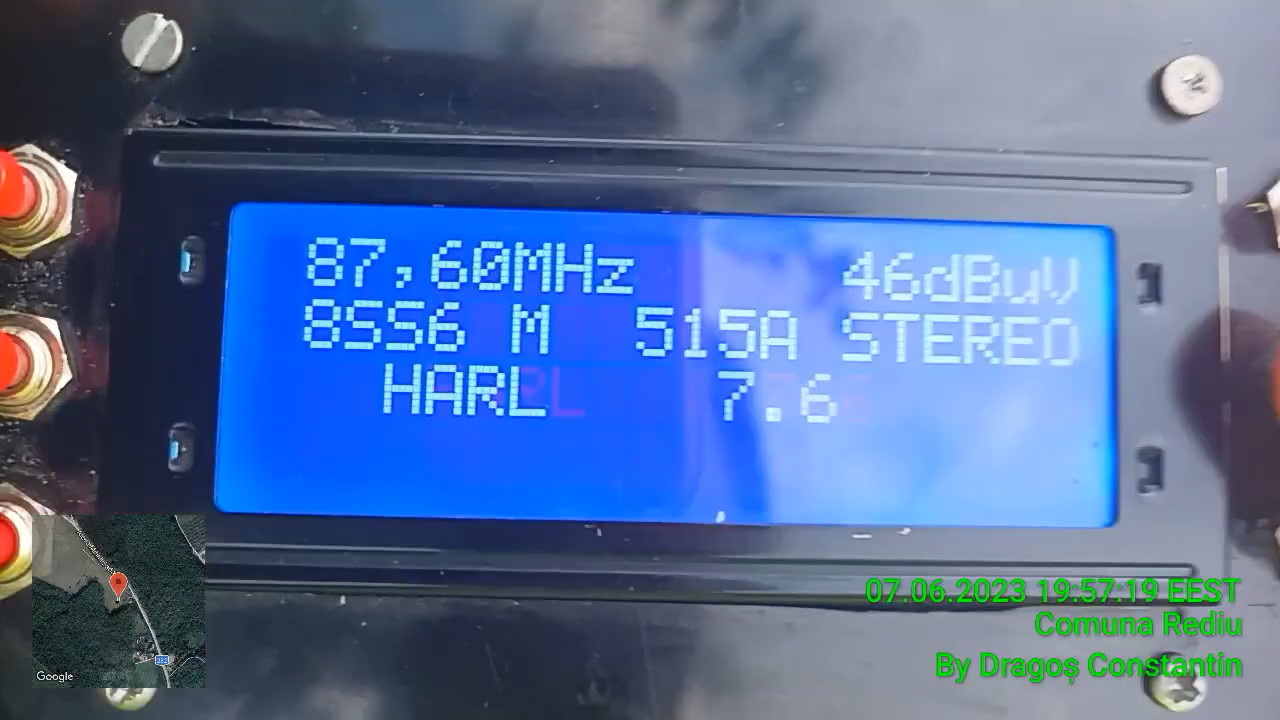 87,60MHz 46dBuV
8556 M 515A STEREO
HARL 7.6
07.06.2023 19:57:19 EEST
Comuna Rediu
By Dragoș Constantin
282
Google